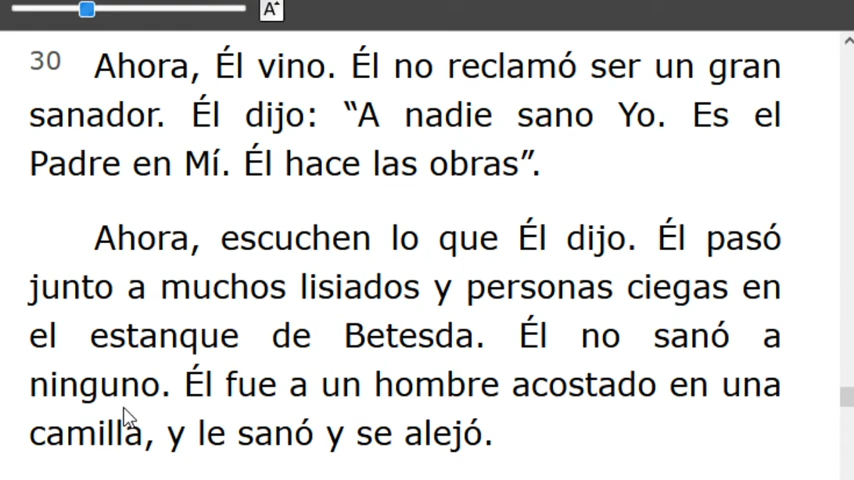 A
30 Ahora, Él vino. Él no reclamó ser un gran
sanador. Él dijo: “A nadie sano Yo. Es el
Padre en Mí. Él hace las obras”.
Ahora, escuchen lo que Él dijo. Él pasó
junto a muchos lisiados y personas ciegas en
el estanque de Betesda. Él no sanó a
ninguno. Él fue a un hombre acostado en una
camilla, y le sanó y se alejó.